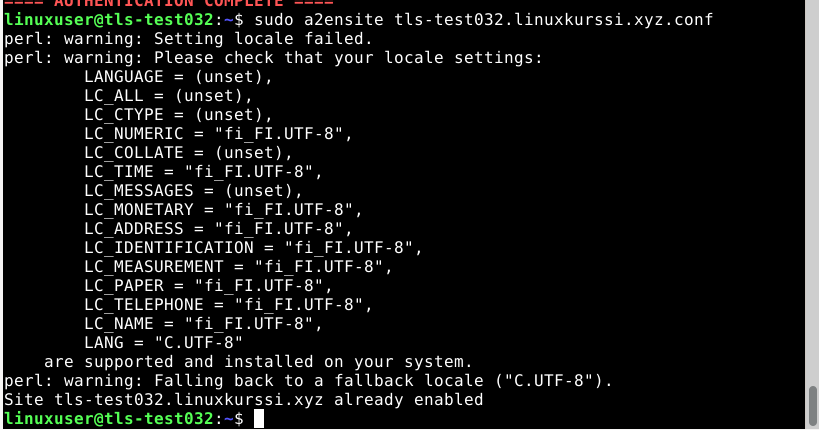 ==== AUTHENTICATION COMPLETE ====
linuxuser@tls-test032:~$ sudo a2ensite tls-test032.linuxkurssi.xyz.conf
perl: warning: Setting locale failed.
perl: warning: Please check that your locale settings:
        LANGUAGE = (unset),
        LC_ALL = (unset),
        LC_CTYPE = (unset),
        LC_NUMERIC = "fi_FI.UTF-8",
        LC_COLLATE = (unset),
        LC_TIME = "fi_FI.UTF-8",
        LC_MESSAGES = (unset),
        LC_MONETARY = "fi_FI.UTF-8",
        LC_ADDRESS = "fi_FI.UTF-8",
        LC_IDENTIFICATION = "fi_FI.UTF-8",
        LC_MEASUREMENT = "fi_FI.UTF-8",
        LC_PAPER = "fi_FI.UTF-8",
        LC_TELEPHONE = "fi_FI.UTF-8",
        LC_NAME = "fi_FI.UTF-8",
        LANG = "C.UTF-8"
    are supported and installed on your system.
perl: warning: Falling back to a fallback locale ("C.UTF-8").
Site tls-test032.linuxkurssi.xyz already enabled
linuxuser@tls-test032:~$